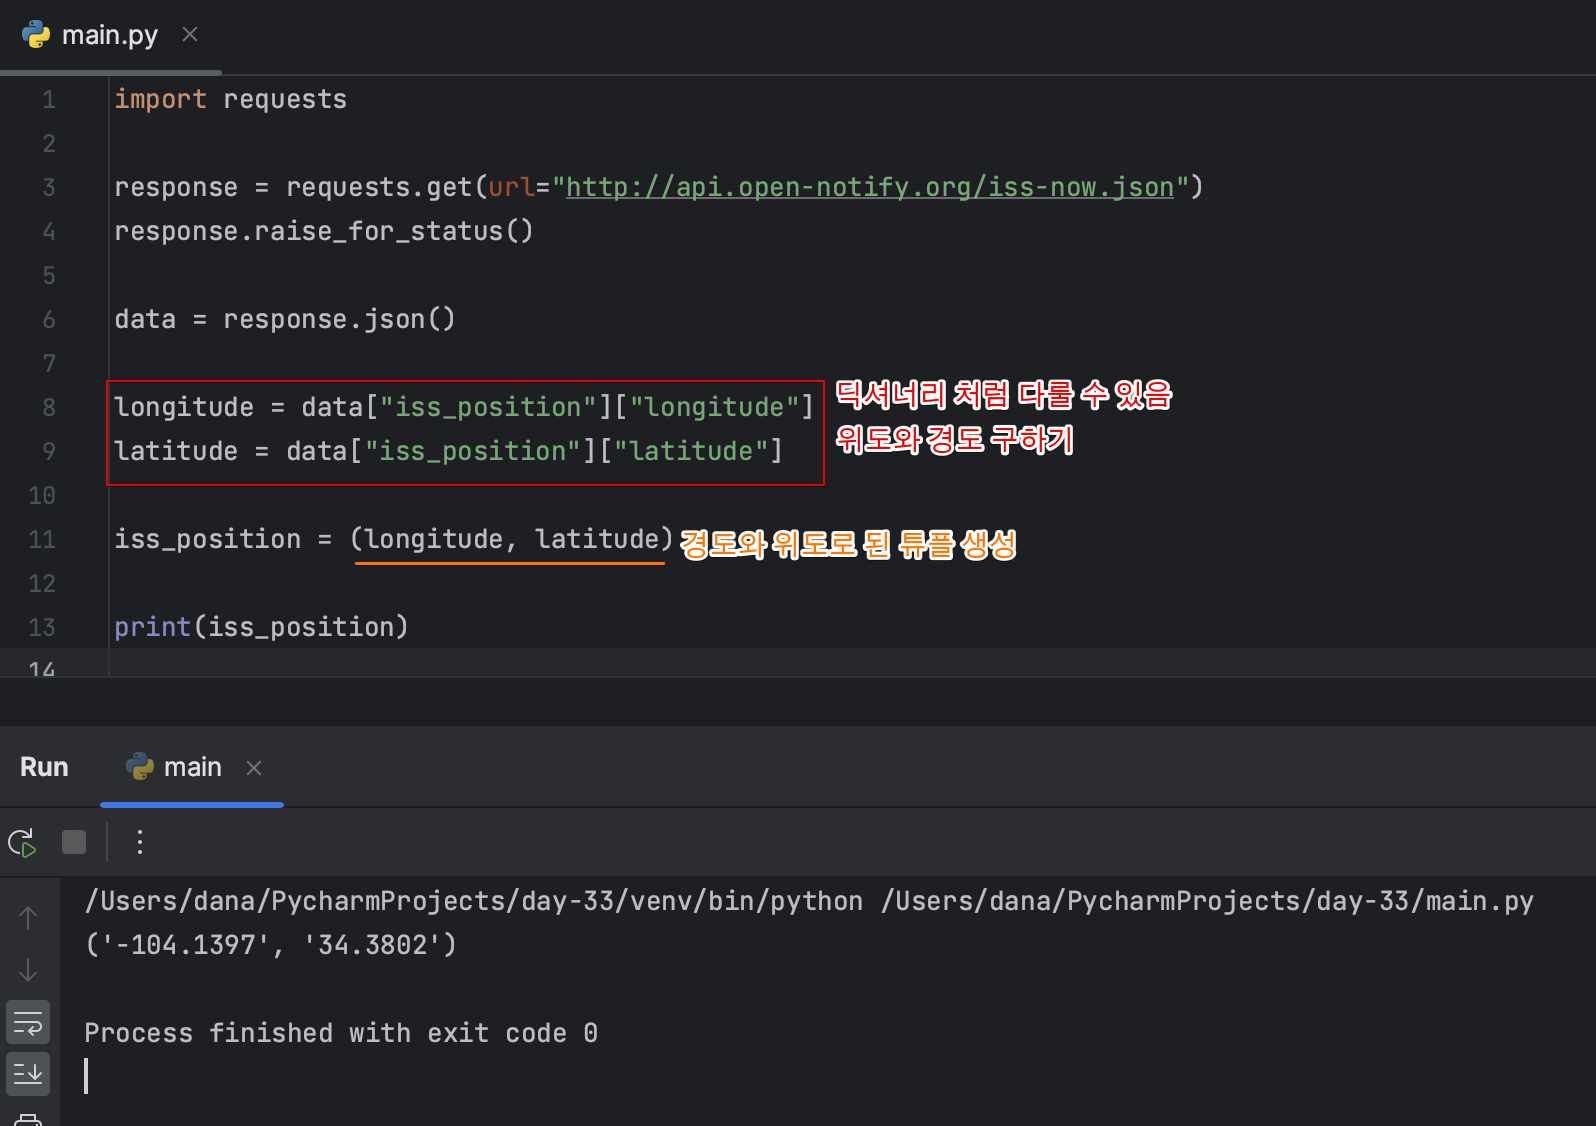 main.py
1 import requests
2
3 response = requests.get(url="http://api.open-notify.org/iss-now.json")
4 response.raise_for_status()
5
6 data = response.json()
7
8 longitude = data["iss_position"]["longitude"] 딕셔너리 처럼 다룰 수 있음
9 latitude = data["iss_position"]["latitude"] 위도와 경도 구하기
10
11 iss_position = (longitude, latitude) 경도와 위도로 된 튜플 생성
12
13 print(iss_position)
14
Run main
/Users/dana/PycharmProjects/day-33/venv/bin/python /Users/dana/PycharmProjects/day-33/main.py
('-104.1397', '34.3802')
Process finished with exit code 0